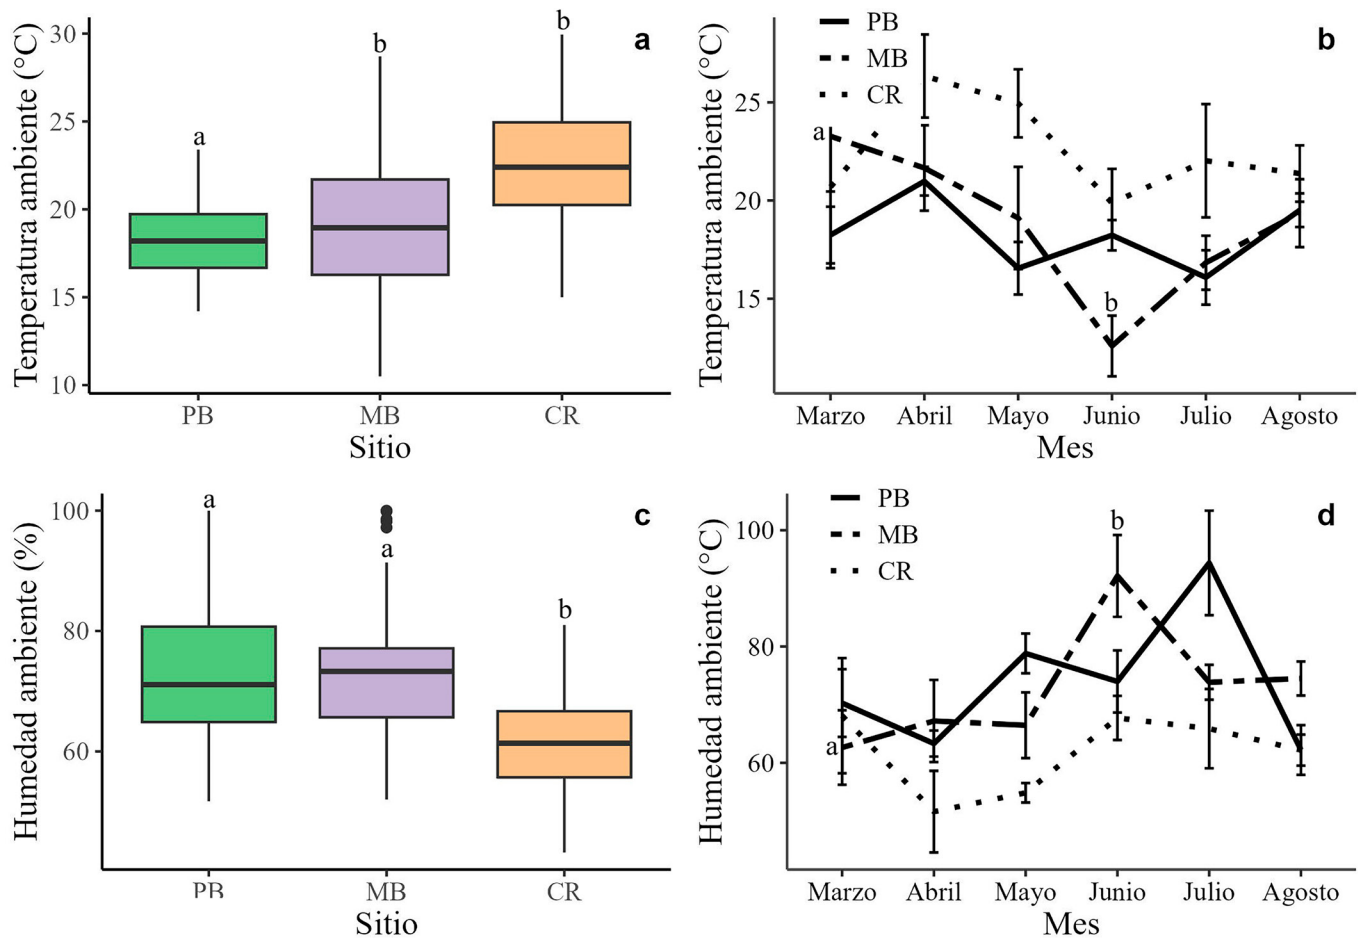 Temperatura ambiente (°C)
30
25
20
15
10
a
b
b
a
PB
MB
CR
Sitio
Temperatura ambiente (°C)
25
20
15
PB
MB
CR
b
a
b
Marzo
Abril
Mayo
Junio
Julio
Agosto
Mes
Humedad ambiente (%)
100
80
60
a
a
b
c
PB
MB
CR
Sitio
Humedad ambiente (°C)
100
80
60
PB
MB
CR
b
d
a
Marzo
Abril
Mayo
Junio
Julio
Agosto
Mes